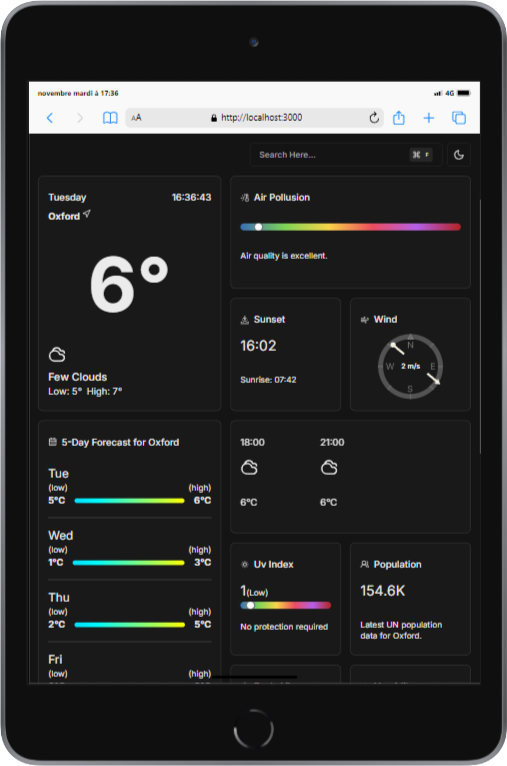 novembre mardi à 17:36
4G
AA
http://localhost:3000
Search Here...
⌘ F
Tuesday
16:36:43
Oxford
6°
Few Clouds
Low: 5° High: 7°
Air Pollusion
Air quality is excellent.
Sunset
16:02
Sunrise: 07:42
Wind
N
W 2 m/s E
S
5-Day Forecast for Oxford
Tue
(low) (high)
5°C 6°C
Wed
(low) (high)
1°C 3°C
Thu
(low) (high)
2°C 5°C
Fri
(low) (high)
18:00 21:00
6°C 6°C
Uv Index
1(Low)
No protection required
Population
154.6K
Latest UN population
data for Oxford.